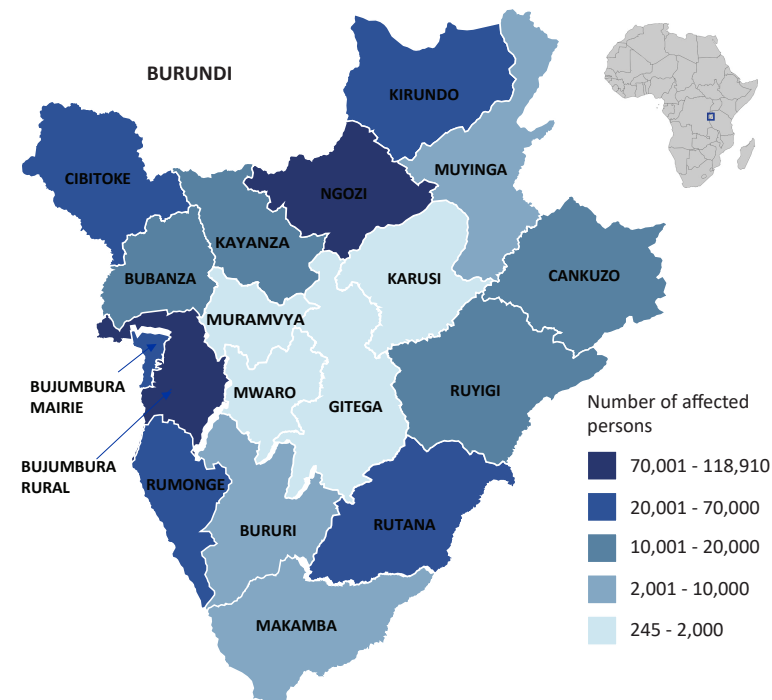 BURUNDI
KIRUNDO
MUYINGA
CIBITOKE
NGOZI
KAYANZA
BUBANZA
KARUSI
CANKUZO
MURAMVYA
BUJUMBURA
MAIRIE
MWARO
GITEGA
RUYIGI
BUJUMBURA
RURAL
RUMONGE
BURURI
RUTANA
MAKAMBA
Number of affected
persons
70,001 - 118,910
20,001 - 70,000
10,001 - 20,000
2,001 - 10,000
245 - 2,000